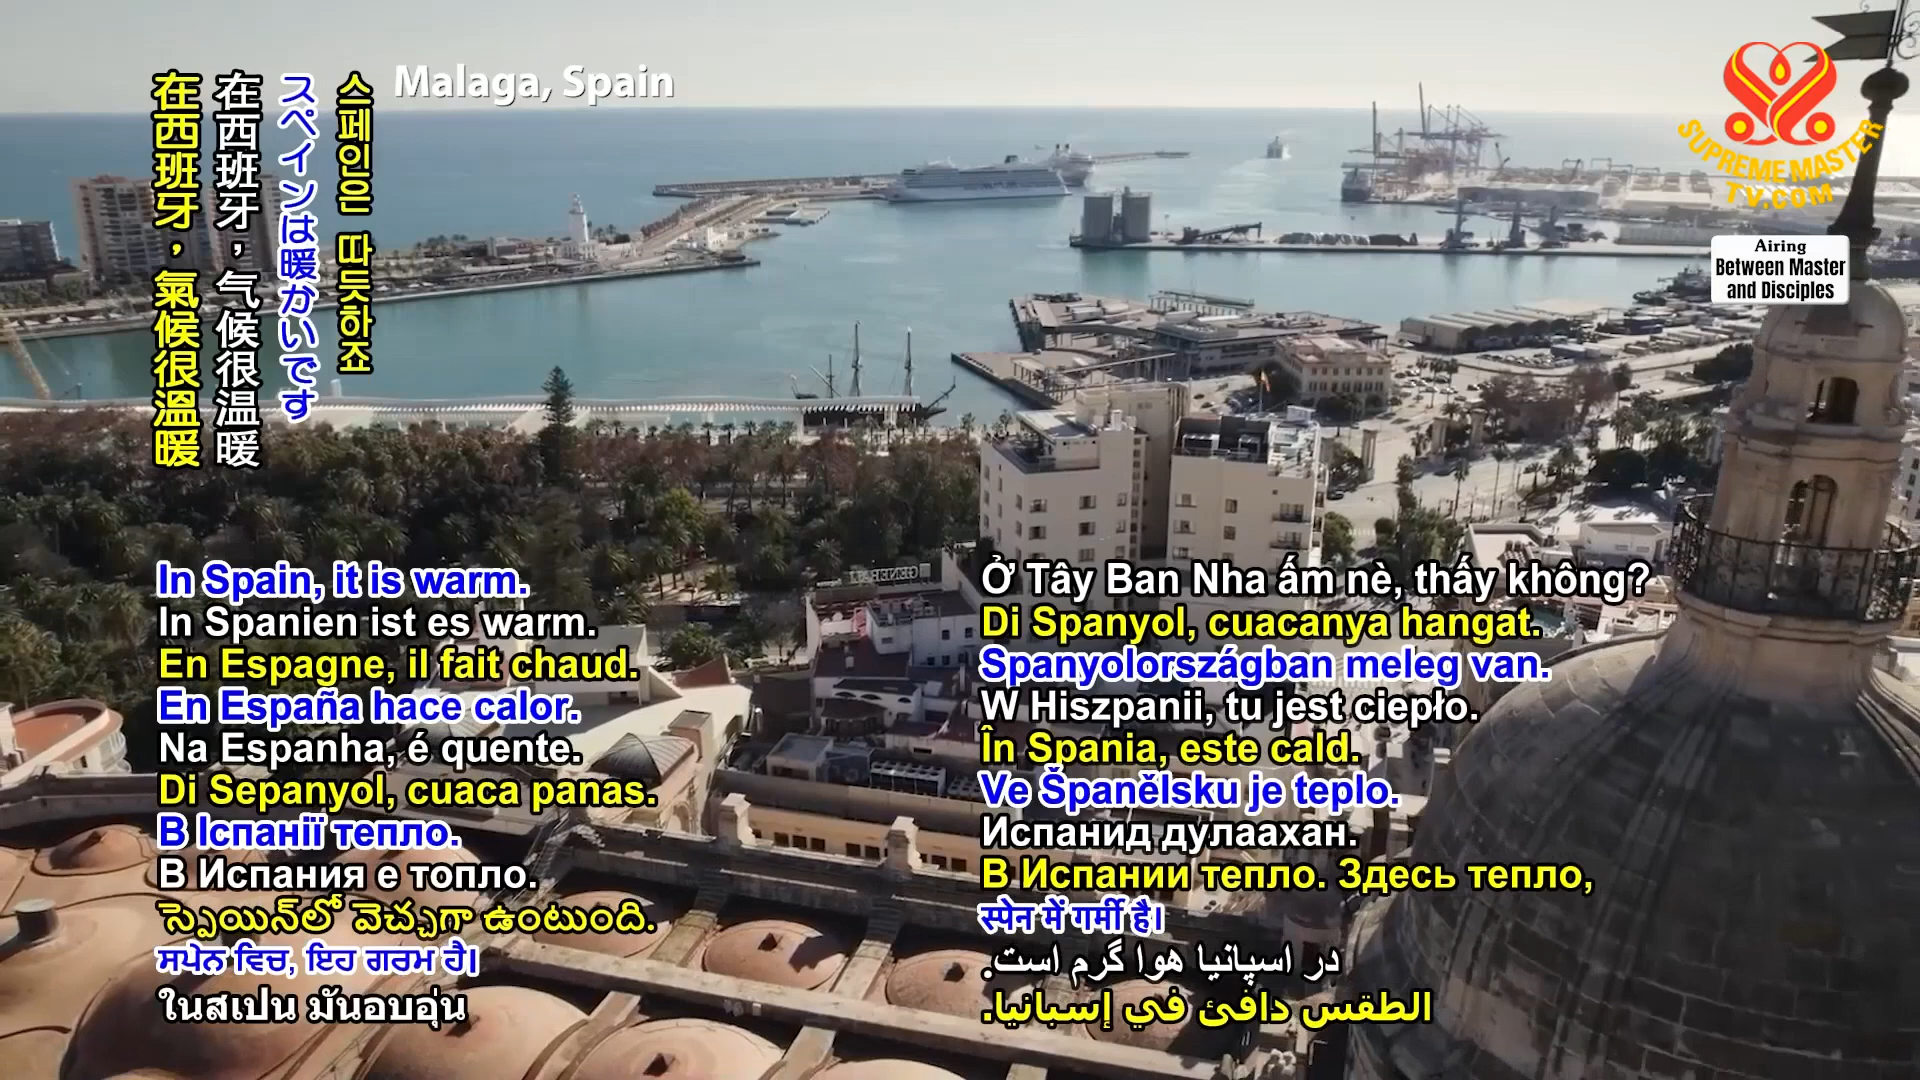 Malaga, Spain
스페인은 따듯하죠
スペインは暖かいです
在西班牙，气候很温暖
在西班牙，氣候很溫暖
SUPREME MASTER
TV.COM
Airing
Between Master
and Disciples
In Spain, it is warm.
In Spanien ist es warm.
En Espagne, il fait chaud.
En España hace calor.
Na Espanha, é quente.
Di Sepanyol, cuaca panas.
В Іспанії тепло.
В Испания е топло.
స్పెయిన్‌లో వెచ్చగా ఉంటుంది.
ਸਪੇਨ ਵਿਚ, ਇਹ ਗਰਮ ਹੈ।
ในสเปน มันอบอุ่น
Ở Tây Ban Nha ấm nè, thấy không?
Di Spanyol, cuacanya hangat.
Spanyolországban meleg van.
W Hiszpanii, tu jest ciepło.
În Spania, este cald.
Ve Španělsku je teplo.
Испанид дулаахан.
В Испании тепло. Здесь тепло,
स्पेन में गर्मी है।
در اسپانیا هوا گرم است.
الطقس دافئ في إسبانيا.
GENERALI